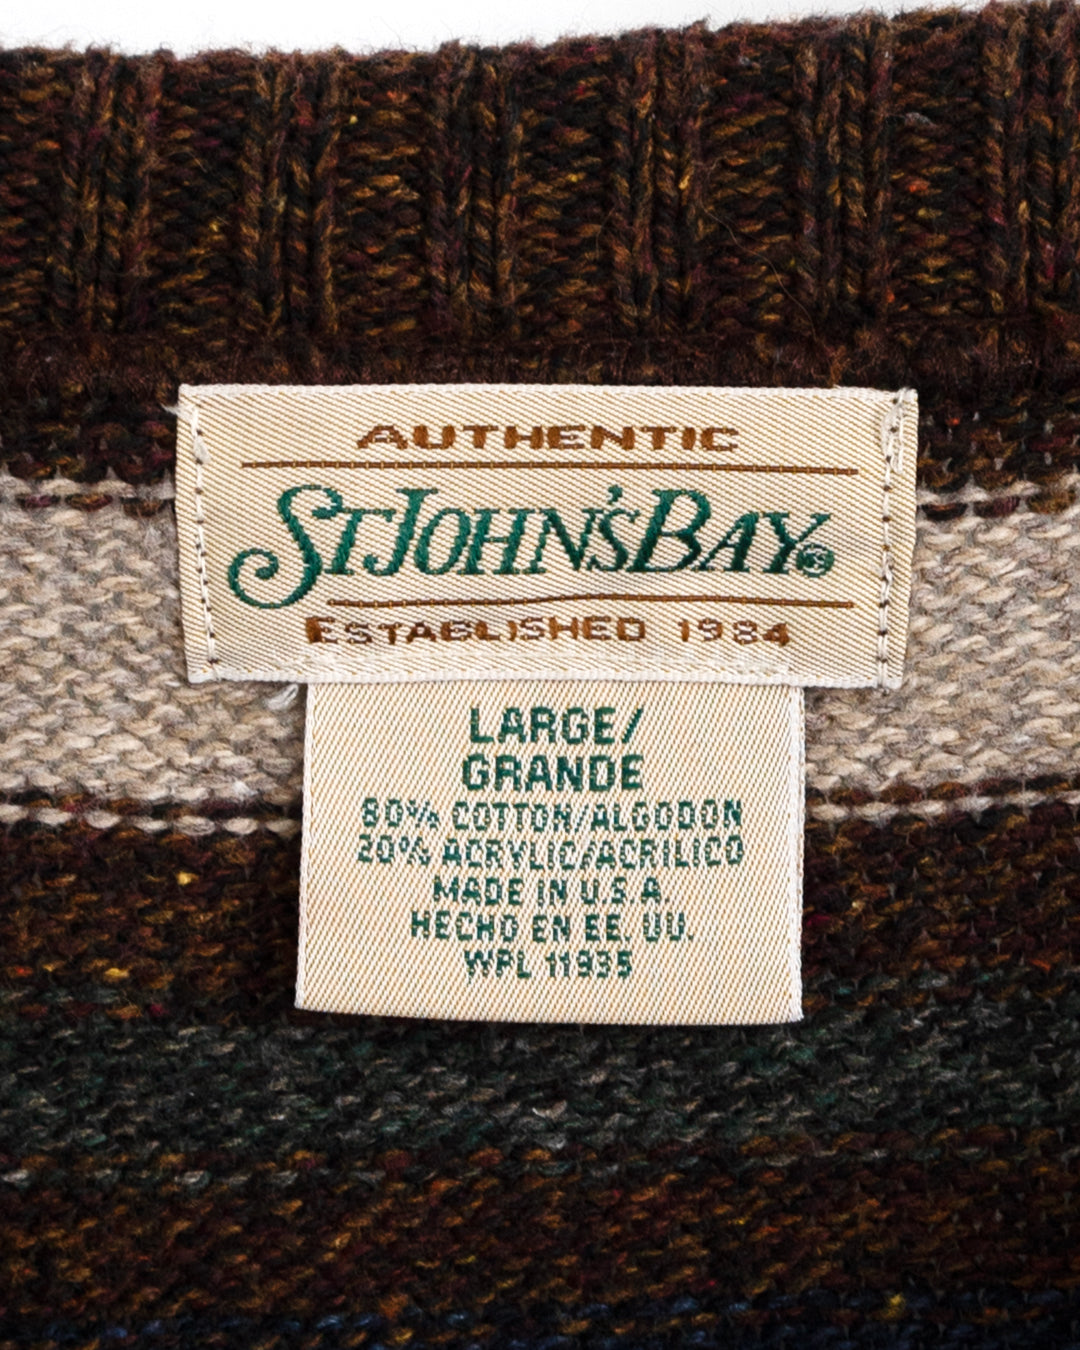 AUTHENTIC
ST JOHN'S BAY®
ESTABLISHED 1984
LARGE/
GRANDE
80% COTTON/ALGODON
20% ACRYLIC/ACRILICO
MADE IN U.S.A.
HECHO EN EE. UU.
WPL 11935